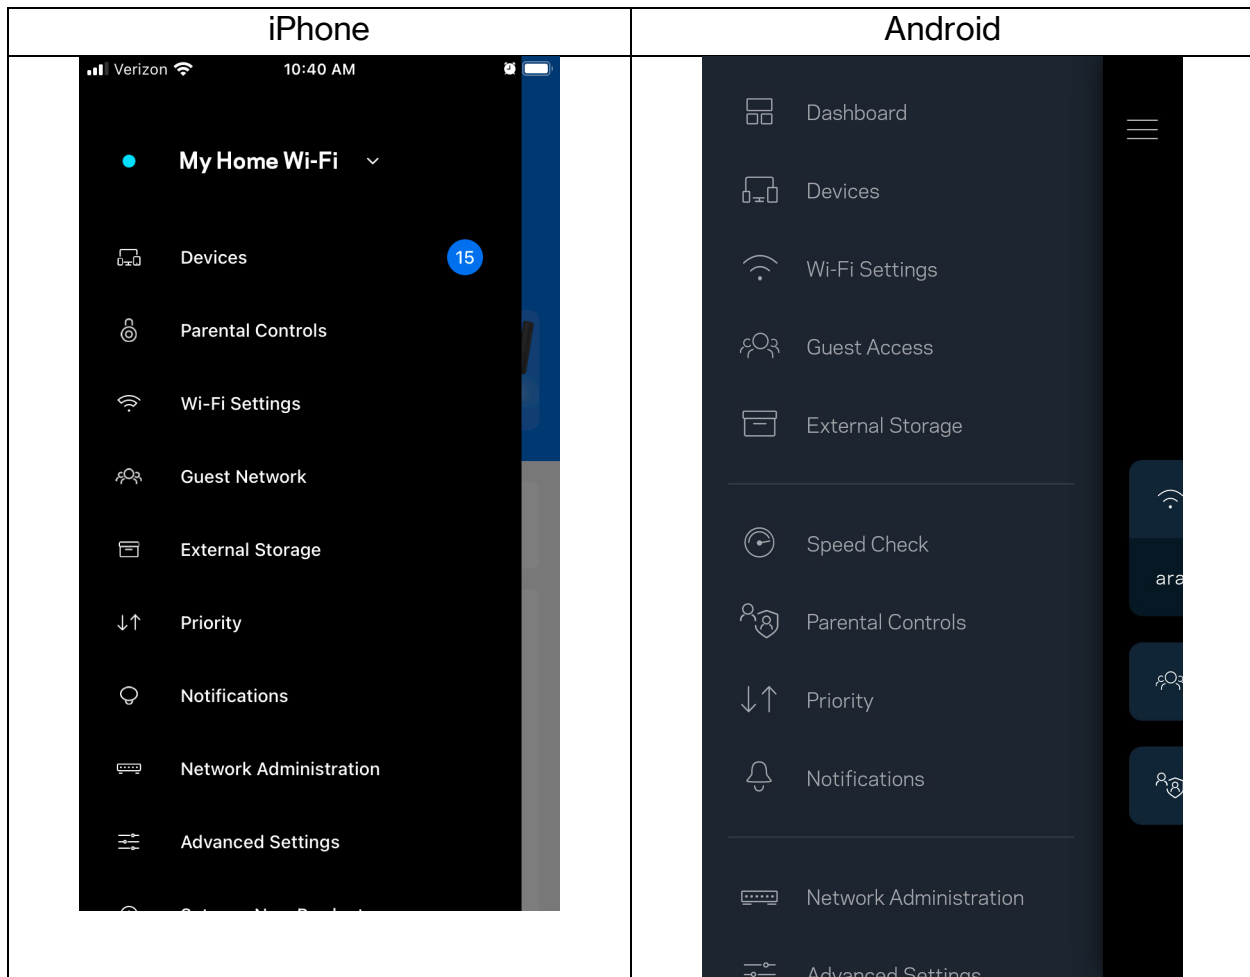 iPhone
Android
Verizon
10:40 AM
My Home Wi-Fi
Devices
15
Parental Controls
Wi-Fi Settings
Guest Network
External Storage
Priority
Notifications
Network Administration
Advanced Settings
Dashboard
Devices
Wi-Fi Settings
Guest Access
External Storage
Speed Check
Parental Controls
Priority
Notifications
Network Administration
Advanced Settings
ara